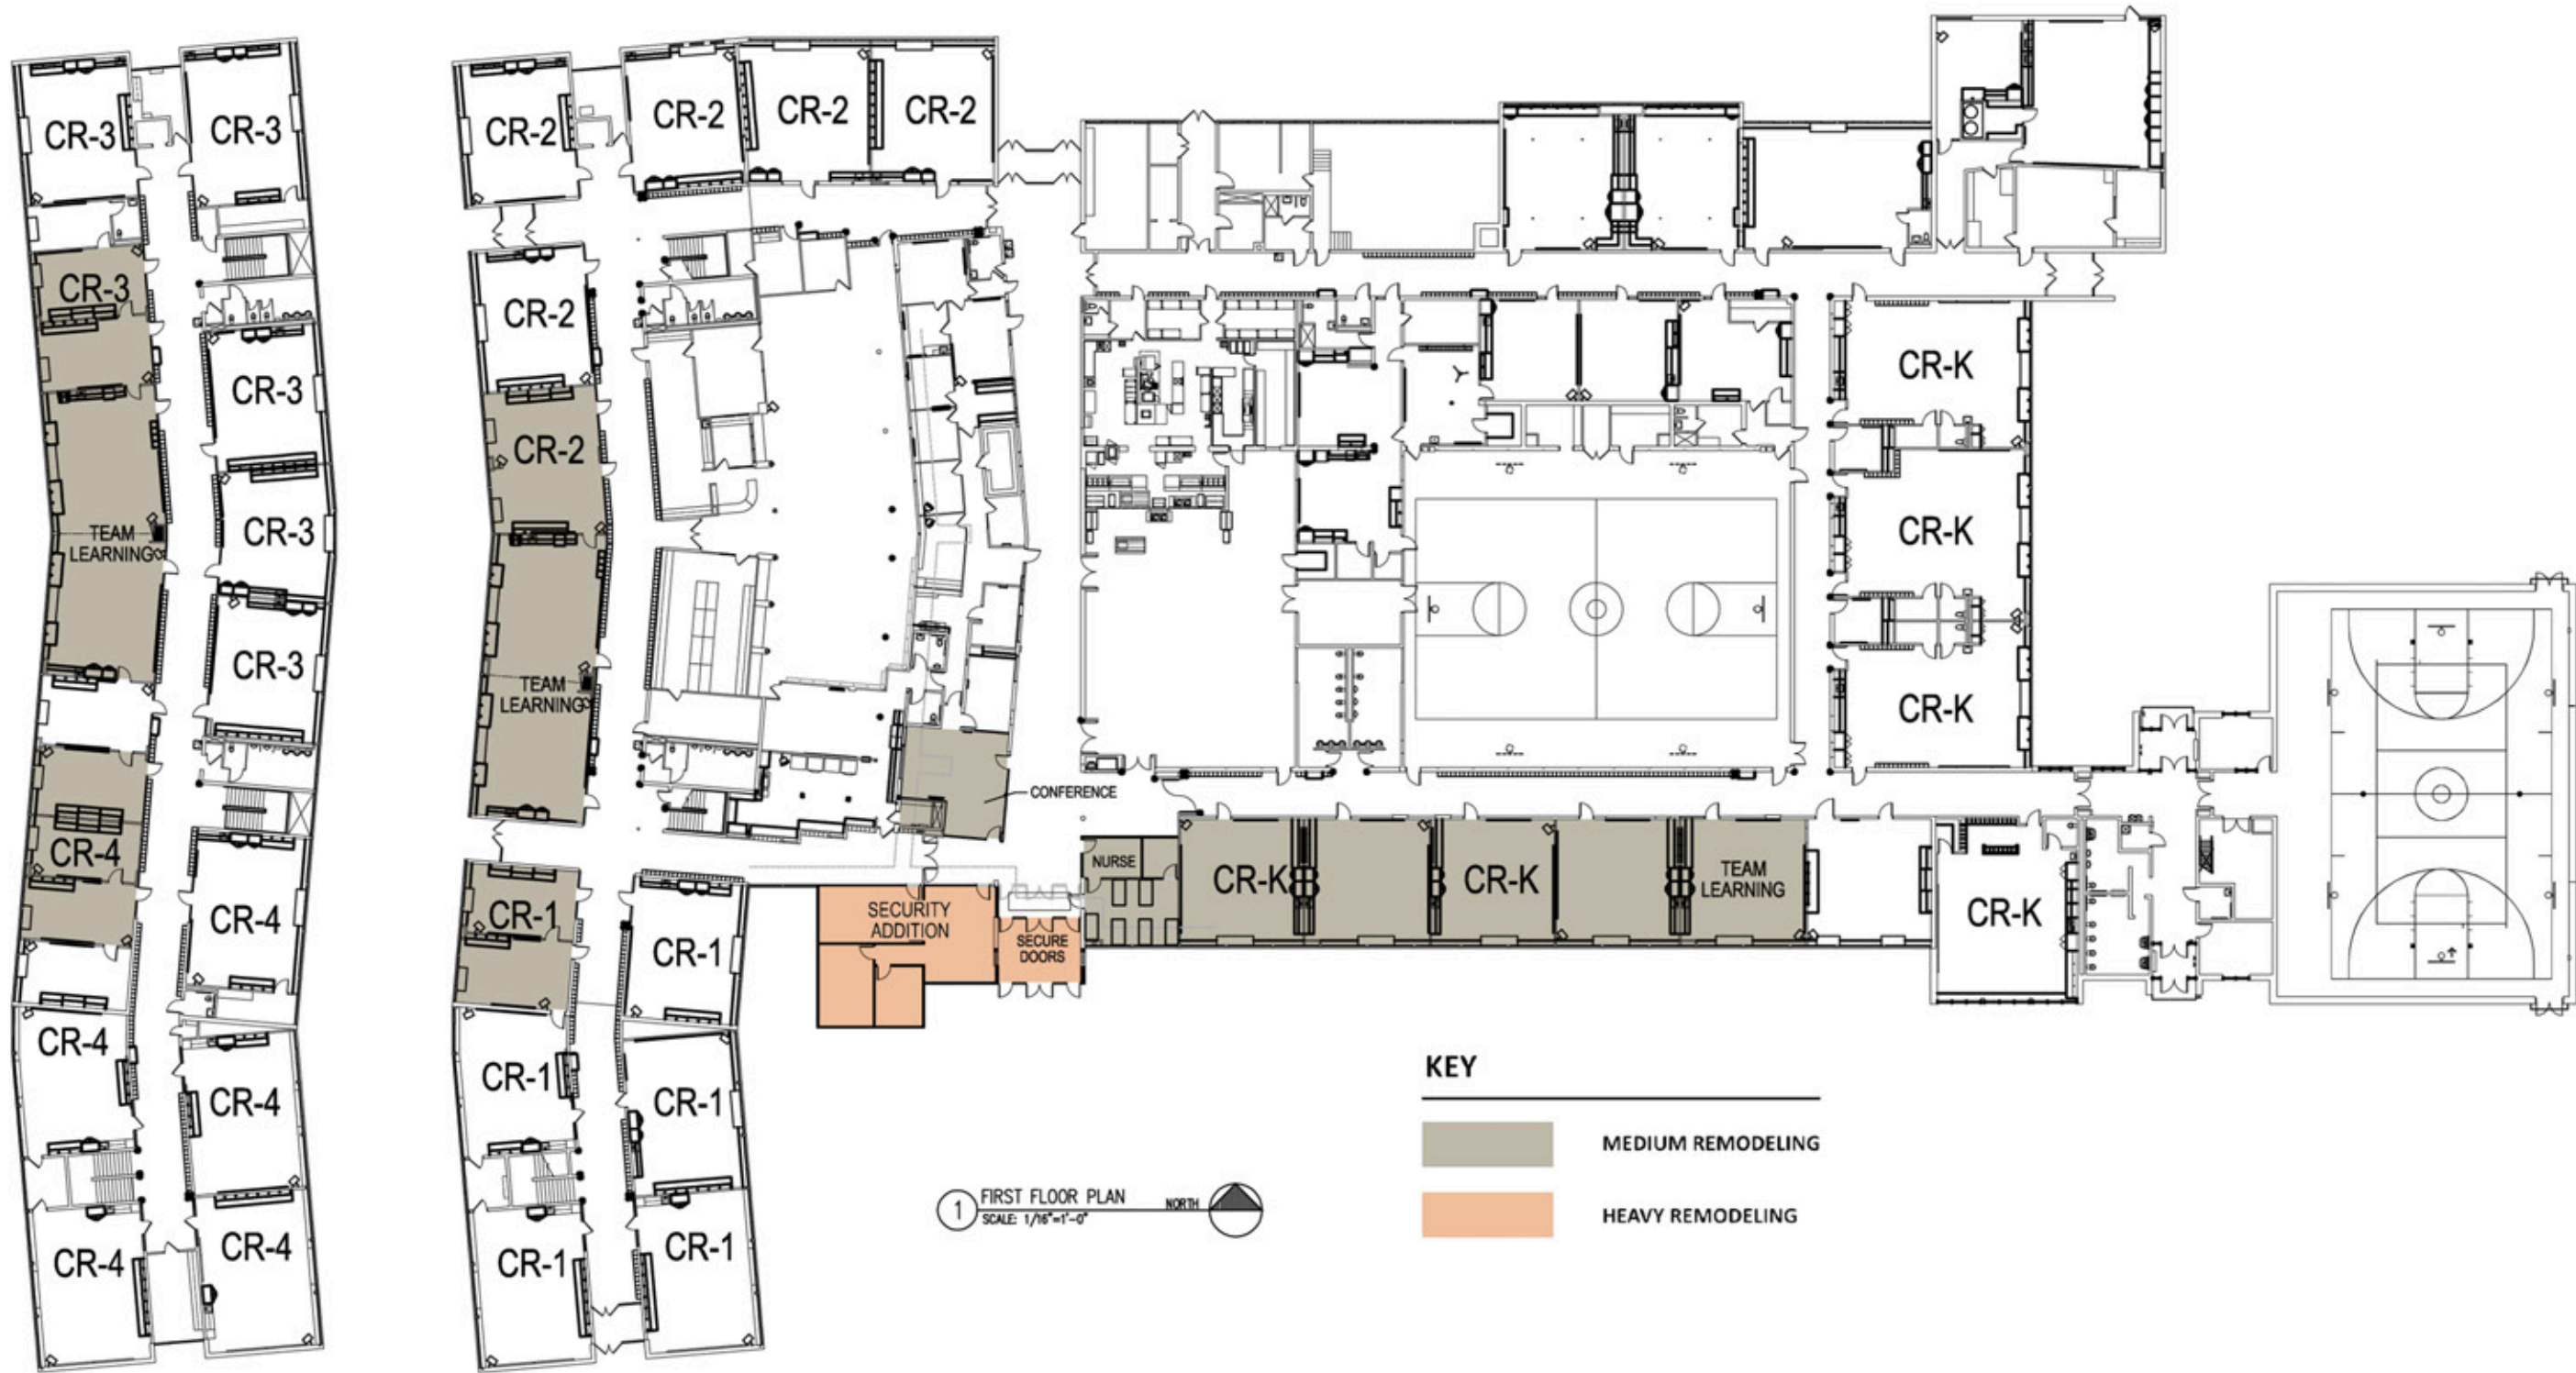 CR-3
CR-3
CR-3
CR-3
TEAM
LEARNING
CR-3
CR-3
CR-4
CR-4
CR-4
CR-4
CR-4
CR-4
CR-2
CR-2
CR-2
CR-2
CR-2
CR-2
TEAM
LEARNING
CR-1
CR-1
CR-1
CR-1
CR-1
CR-1
CONFERENCE
SECURITY
ADDITION
SECURE
DOORS
NURSE
CR-K
CR-K
TEAM
LEARNING
CR-K
CR-K
CR-K
CR-K
1
FIRST FLOOR PLAN
SCALE: 1/16"=1'-0"
NORTH
KEY
MEDIUM REMODELING
HEAVY REMODELING